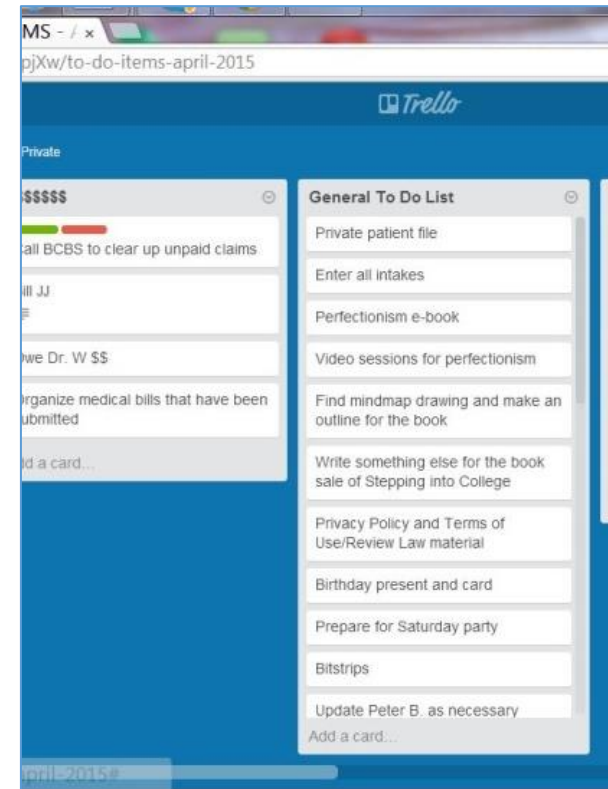 MS - / ×
pjXw/to-do-items-april-2015
Trello
Private
$$$$$$
General To Do List
all BCBS to clear up unpaid claims
ill JJ
we Dr. W $$
rganize medical bills that have been
ubmitted
dd a card...
Private patient file
Enter all intakes
Perfectionism e-book
Video sessions for perfectionism
Find mindmap drawing and make an
outline for the book
Write something else for the book
sale of Stepping into College
Privacy Policy and Terms of
Use/Review Law material
Birthday present and card
Prepare for Saturday party
Bitstrips
Update Peter B. as necessary
Add a card...
april-2015#